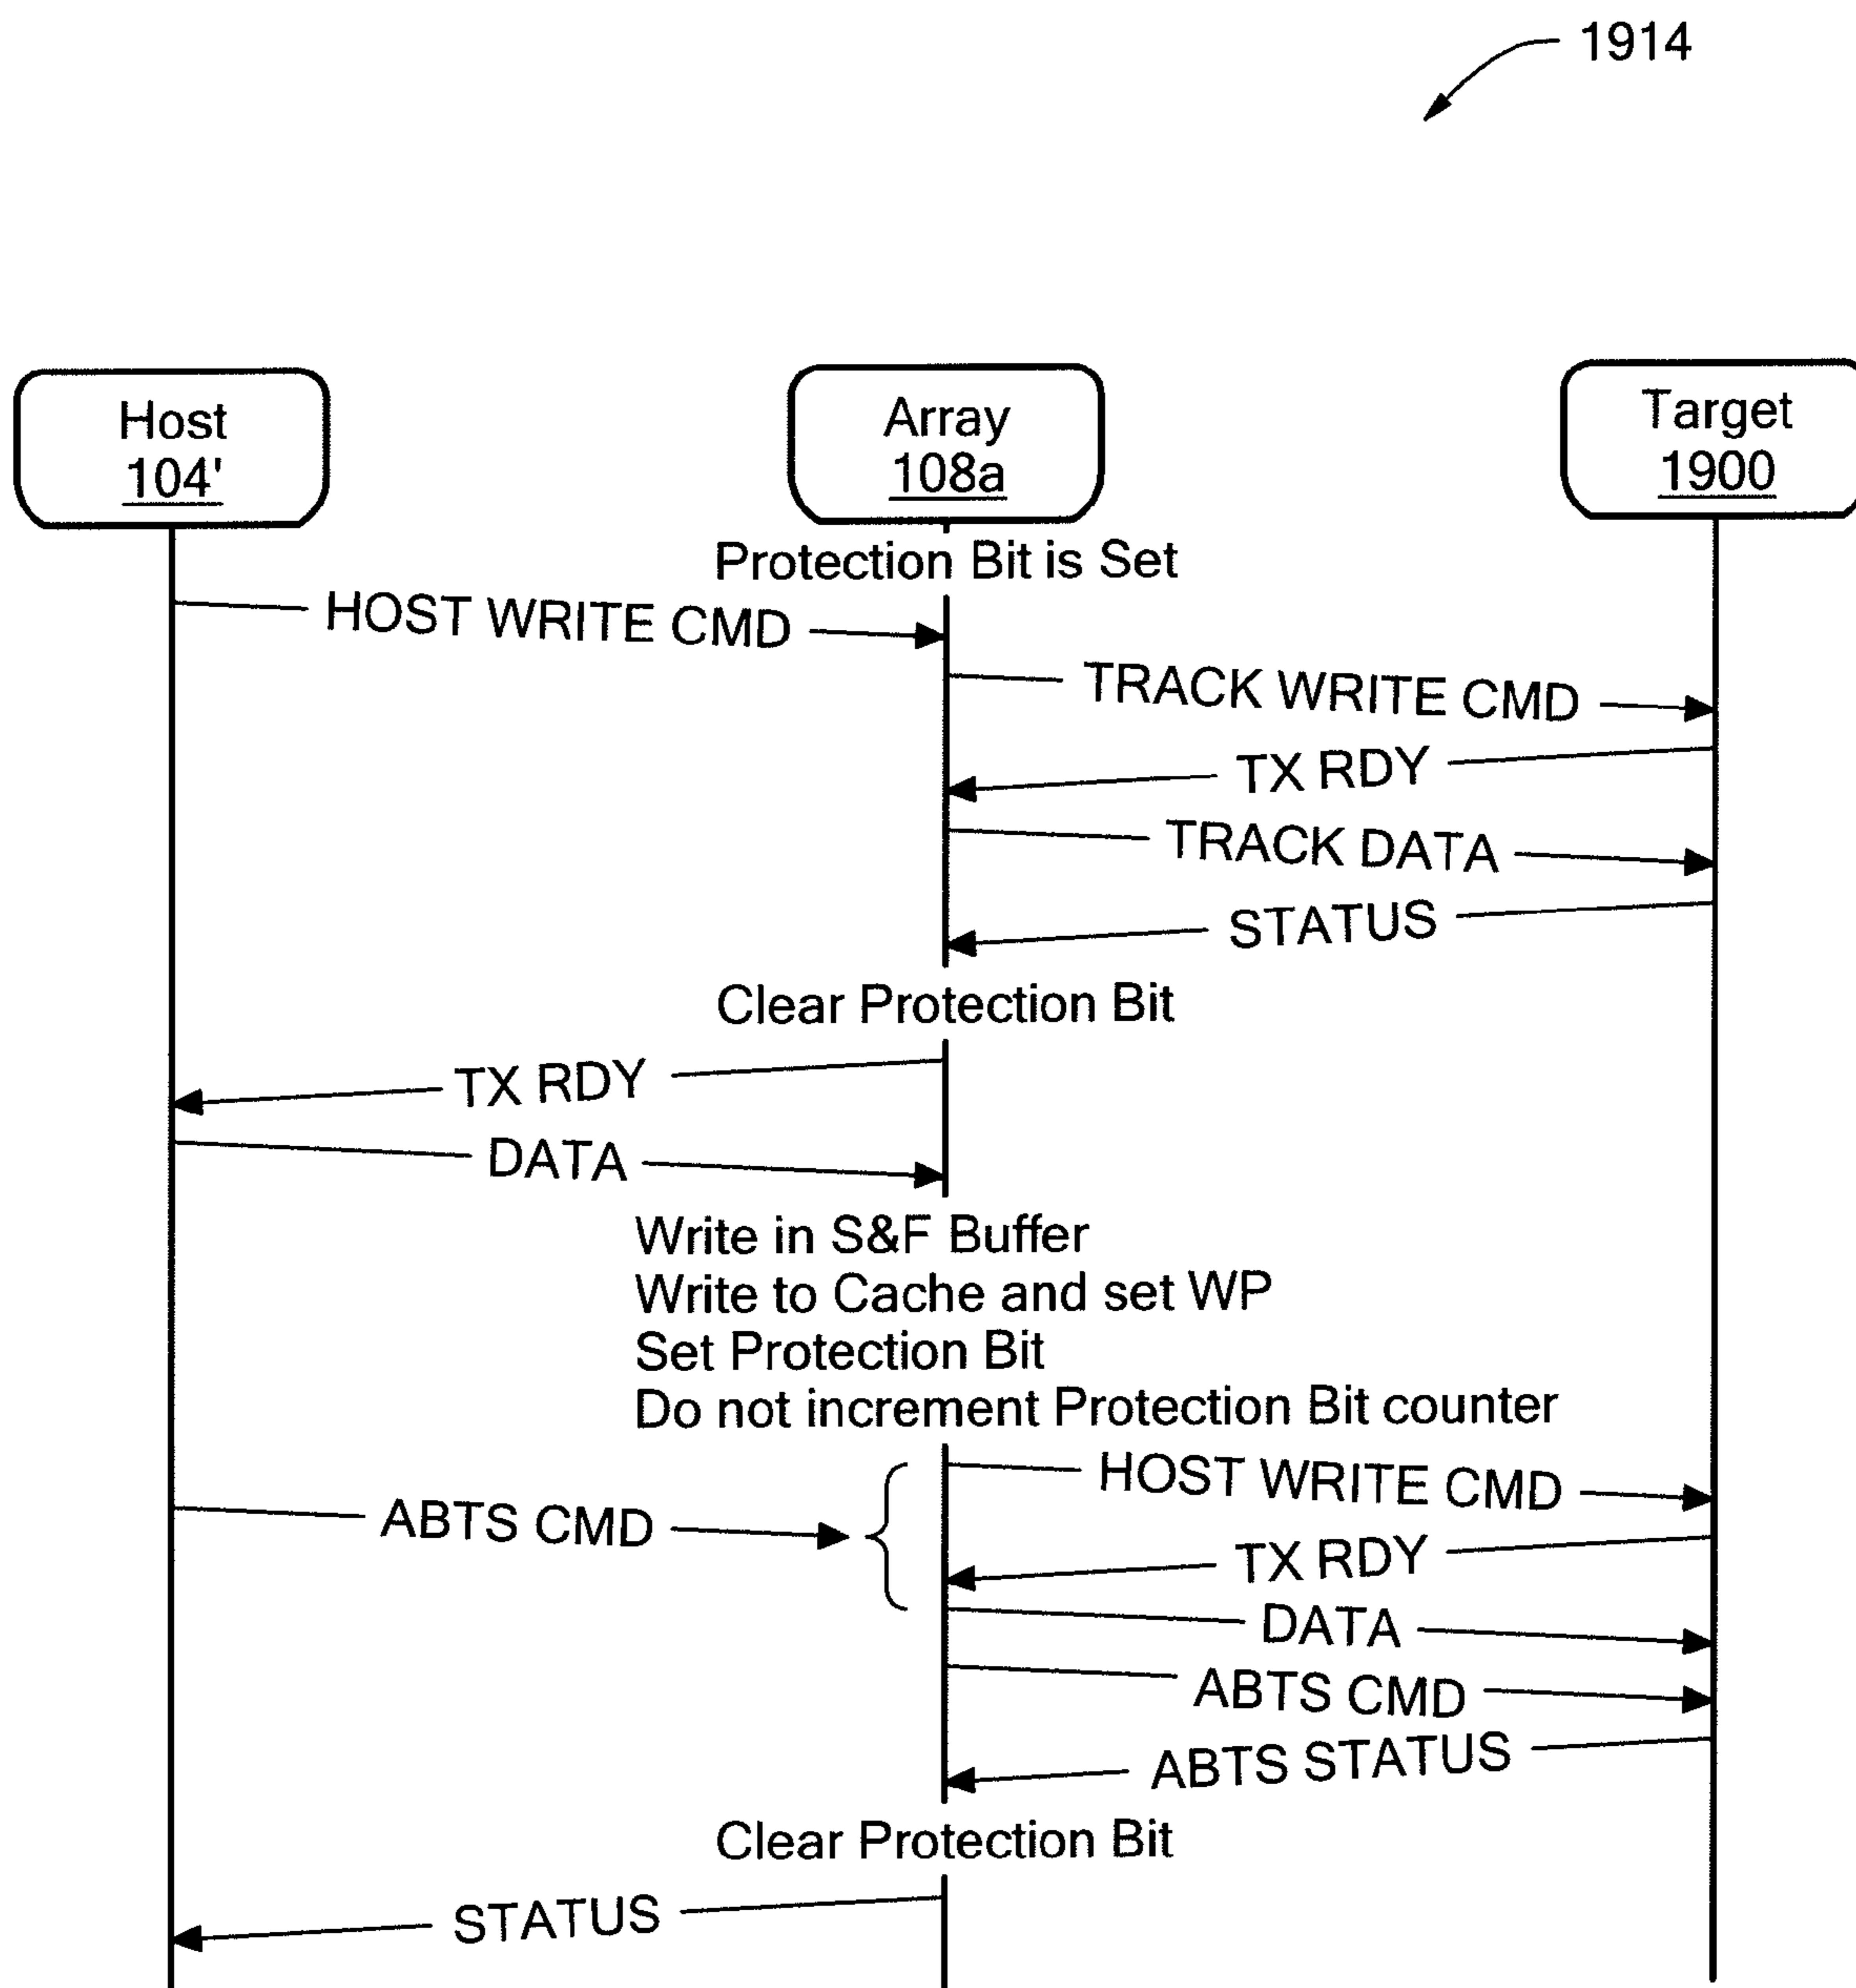 1914
Host
104'
Array
108a
Target
1900
Protection Bit is Set
HOST WRITE CMD
TRACK WRITE CMD
TX RDY
TRACK DATA
STATUS
Clear Protection Bit
TX RDY
DATA
Write in S&F Buffer
Write to Cache and set WP
Set Protection Bit
Do not increment Protection Bit counter
HOST WRITE CMD
ABTS CMD
TX RDY
DATA
ABTS CMD
ABTS STATUS
Clear Protection Bit
STATUS